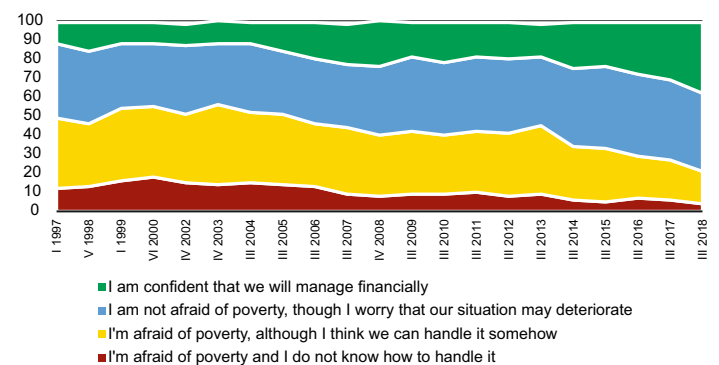 100
90
80
70
60
50
40
30
20
10
0
I 1997
V 1998
I 1999
VI 2000
IV 2002
IV 2003
III 2004
III 2005
III 2006
III 2007
IV 2008
III 2009
III 2010
III 2011
III 2012
III 2013
III 2014
III 2015
III 2016
III 2017
III 2018
I am confident that we will manage financially
I am not afraid of poverty, though I worry that our situation may deteriorate
I'm afraid of poverty, although I think we can handle it somehow
I'm afraid of poverty and I do not know how to handle it